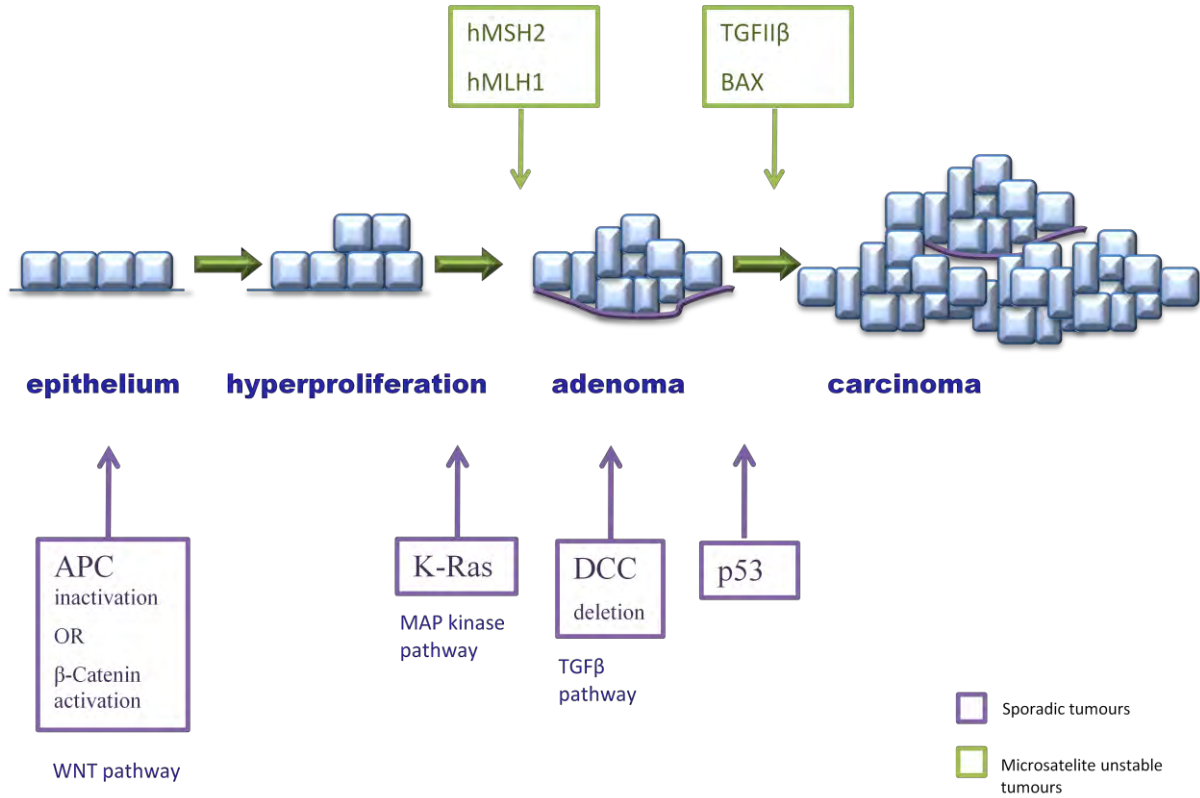 hMSH2
hMLH1
TGFIIβ
BAX
epithelium
hyperproliferation
adenoma
carcinoma
APC
inactivation
OR
β-Catenin
activation
WNT pathway
K-Ras
MAP kinase
pathway
DCC
deletion
TGFβ
pathway
p53
Sporadic tumours
Microsatelite unstable
tumours